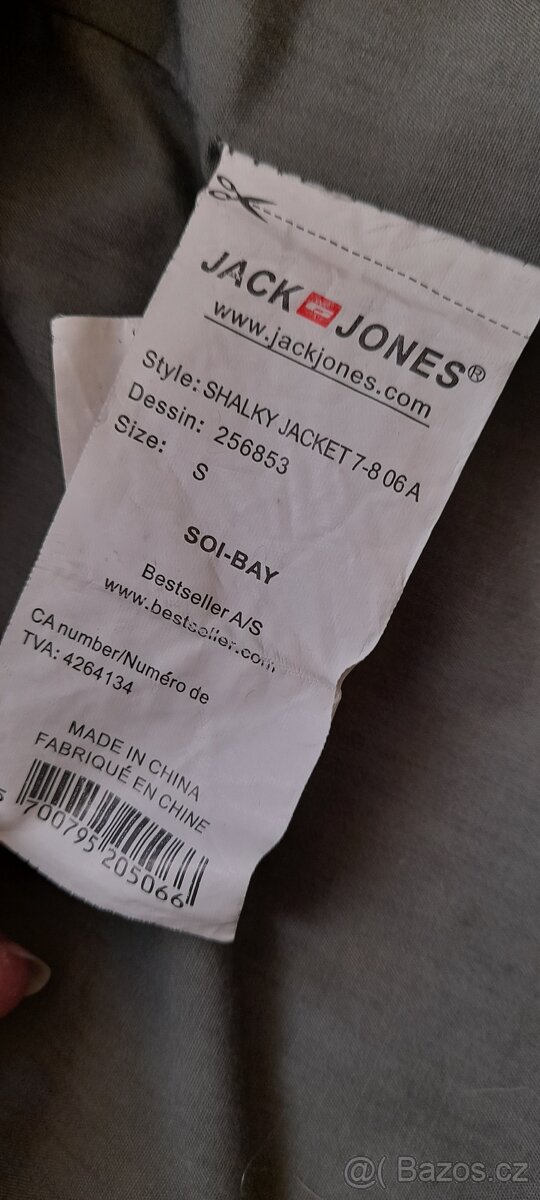 JACK JONES®
www.jackjones.com
Style: SHALKY JACKET 7-8 06 A
Dessin: 256853
Size: S
SOI-BAY
Bestseller A/S
www.bestseller.com
CA number/Numéro de
TVA: 4264134
MADE IN CHINA
FABRIQUÉ EN CHINE
5 700795 205066
@( Bazos.cz